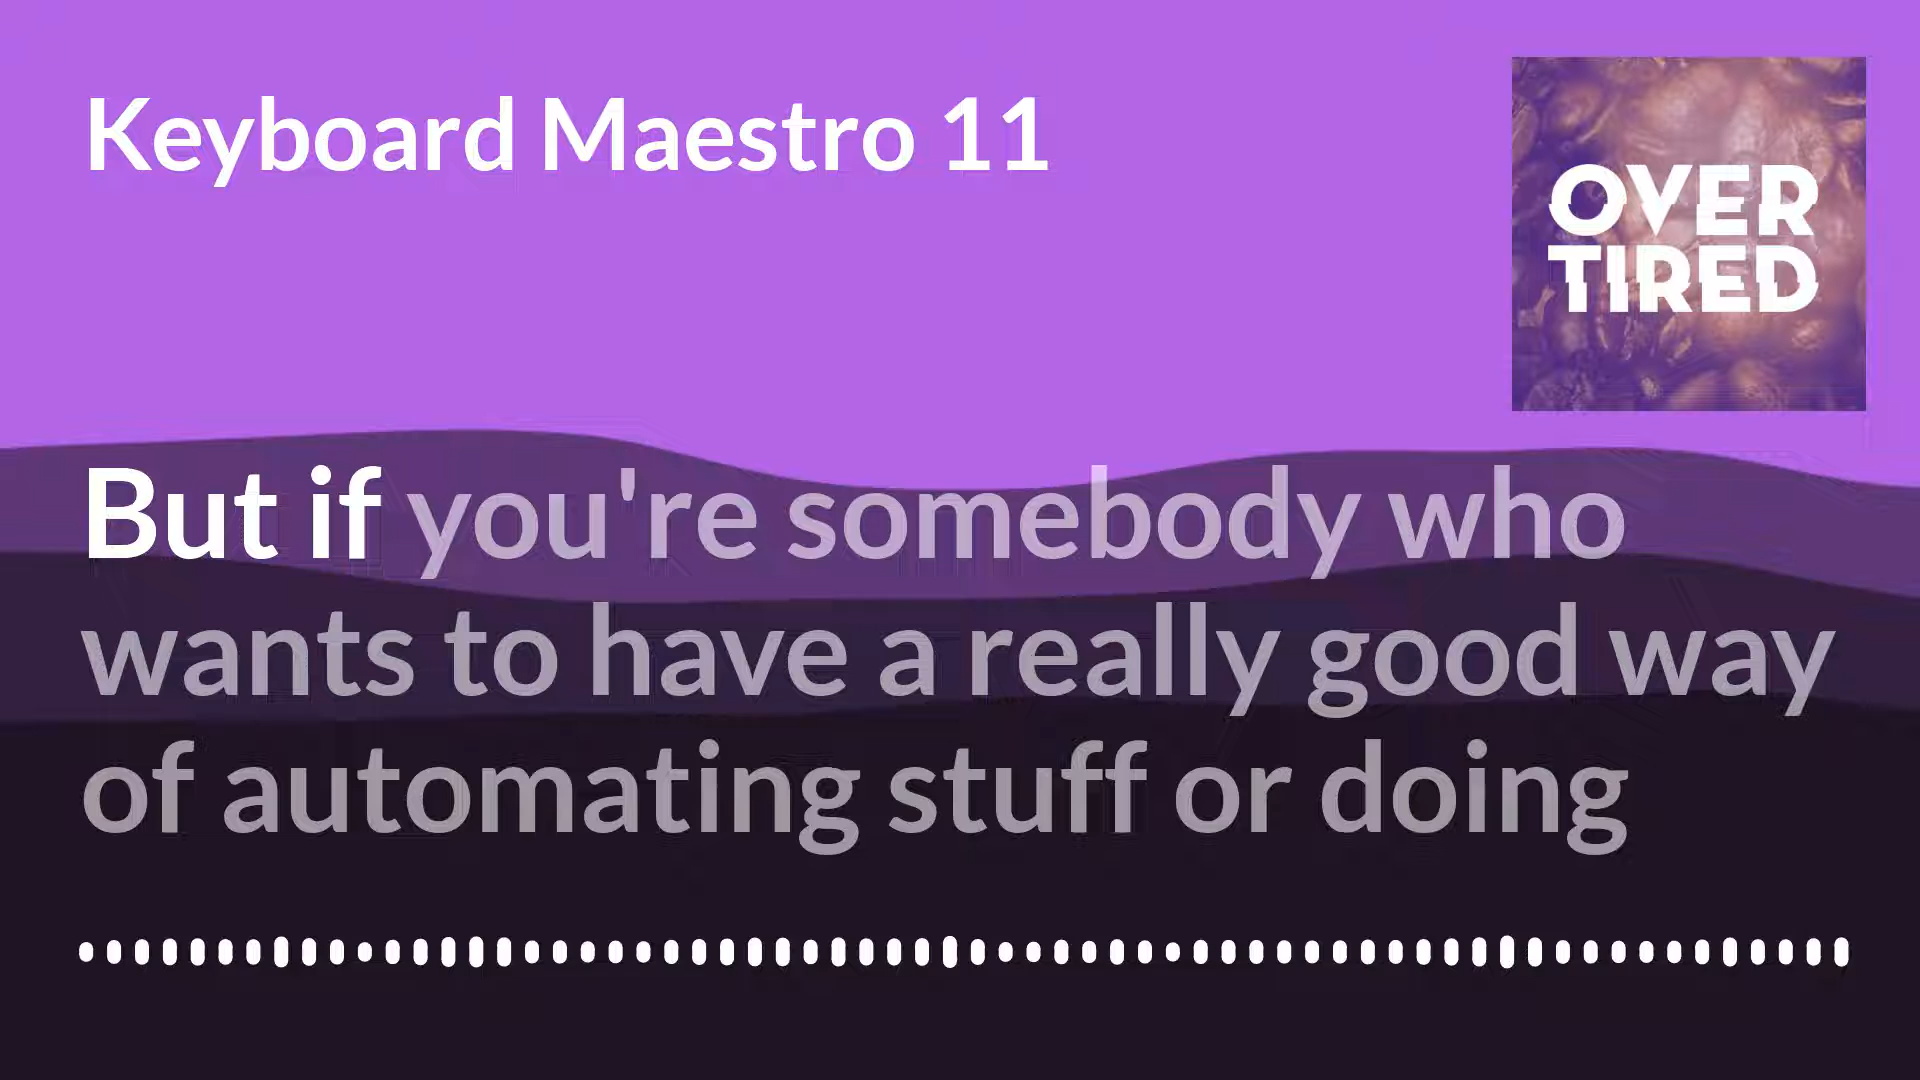 Keyboard Maestro 11
OVER
TIRED
But if you're somebody who
wants to have a really good way
of automating stuff or doing